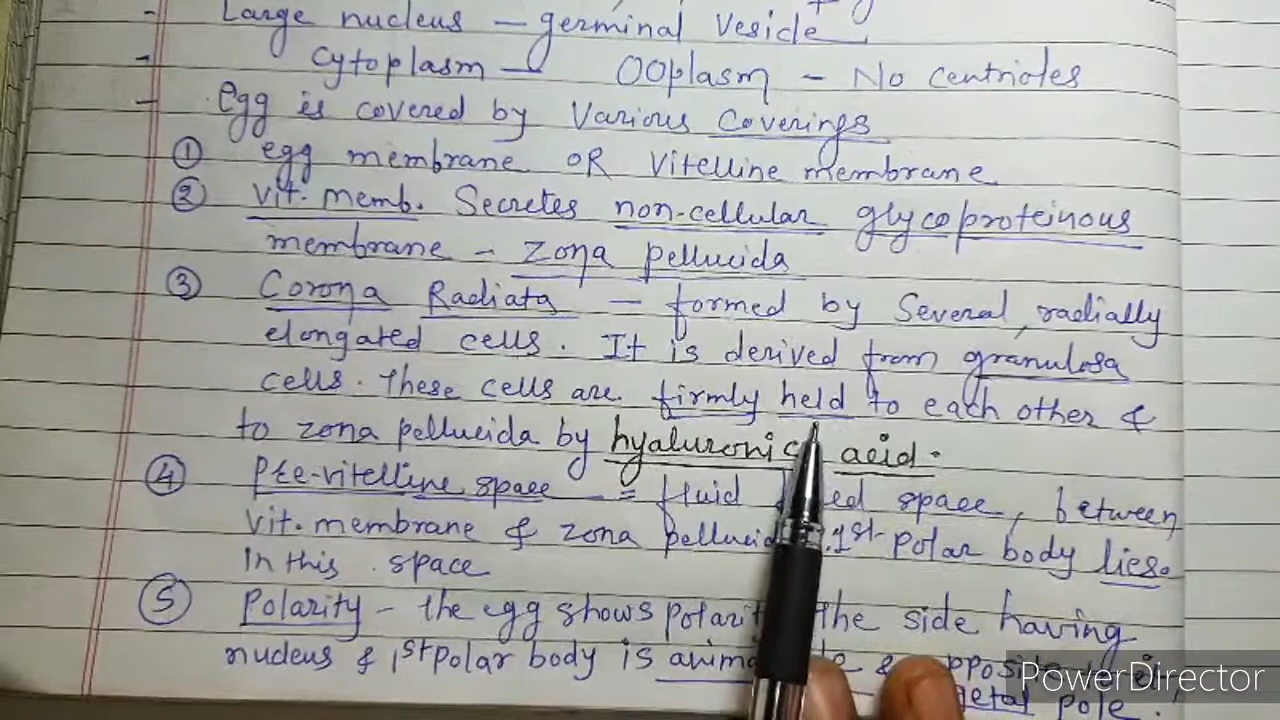 - Large nucleus - germinal vesicle
- Cytoplasm - Ooplasm - No centrioles
- Egg is covered by various coverings
① egg membrane OR Vitelline membrane
② Vit. memb. Secretes non-cellular glycoproteinous
membrane - Zona pellucida
③ Corona Radiata - formed by Several, radially
elongated cells. It is derived from granulosa
cells. These cells are firmly held to each other &
to zona pellucida by hyaluronic acid.
④ Pre-vitelline space = fluid space, between
Vit. membrane & zona 1st polar body lies
In this space
⑤ Polarity - the egg shows the side having
nucleus & 1st polar body is &
pole.
PowerDirector